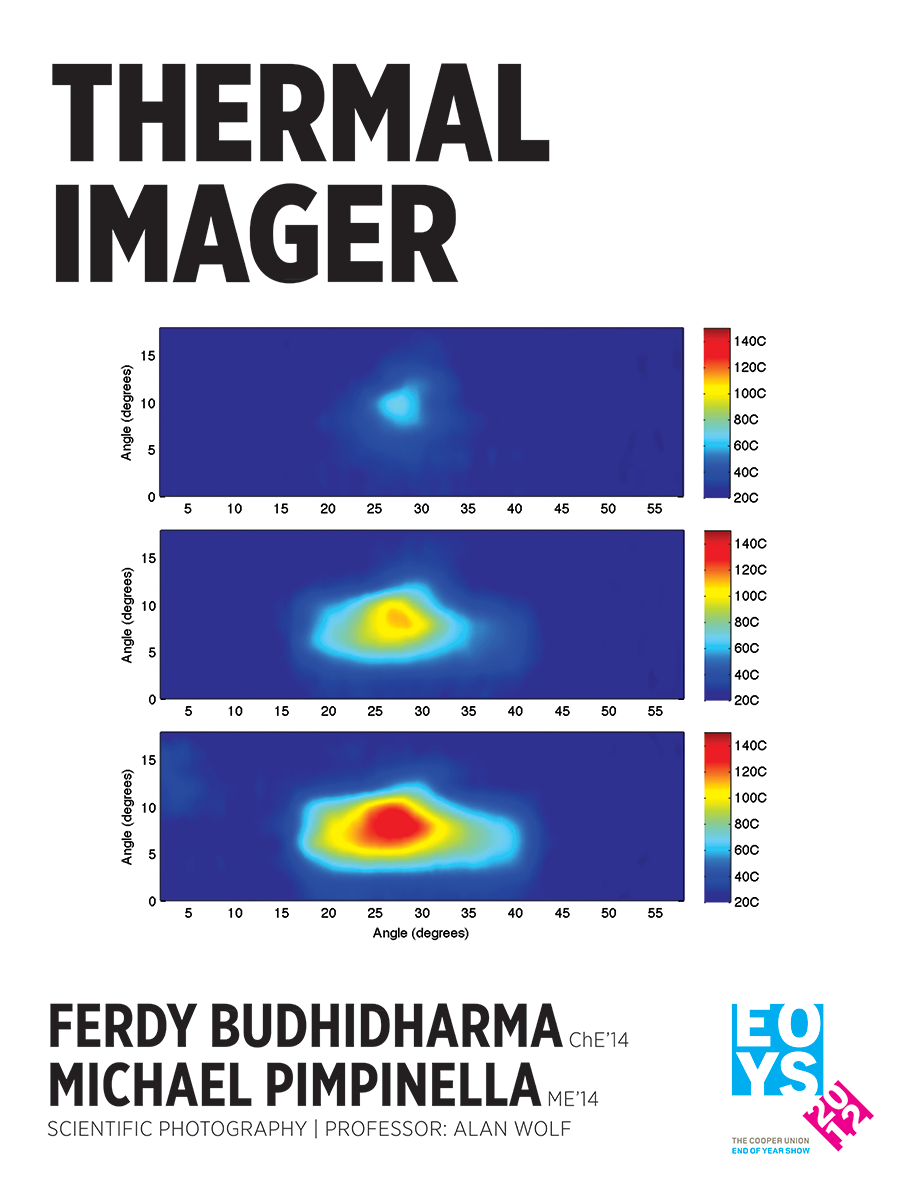 THERMAL
IMAGER
Angle (degrees)
15
10
5
0
5 10 15 20 25 30 35 40 45 50 55
140C
120C
100C
80C
60C
40C
20C
Angle (degrees)
15
10
5
0
5 10 15 20 25 30 35 40 45 50 55
140C
120C
100C
80C
60C
40C
20C
Angle (degrees)
15
10
5
0
5 10 15 20 25 30 35 40 45 50 55
Angle (degrees)
140C
120C
100C
80C
60C
40C
20C
FERDY BUDHIDHARMA ChE’14
MICHAEL PIMPINELLA ME’14
SCIENTIFIC PHOTOGRAPHY | PROFESSOR: ALAN WOLF
EO
YS
20
12
THE COOPER UNION
END OF YEAR SHOW